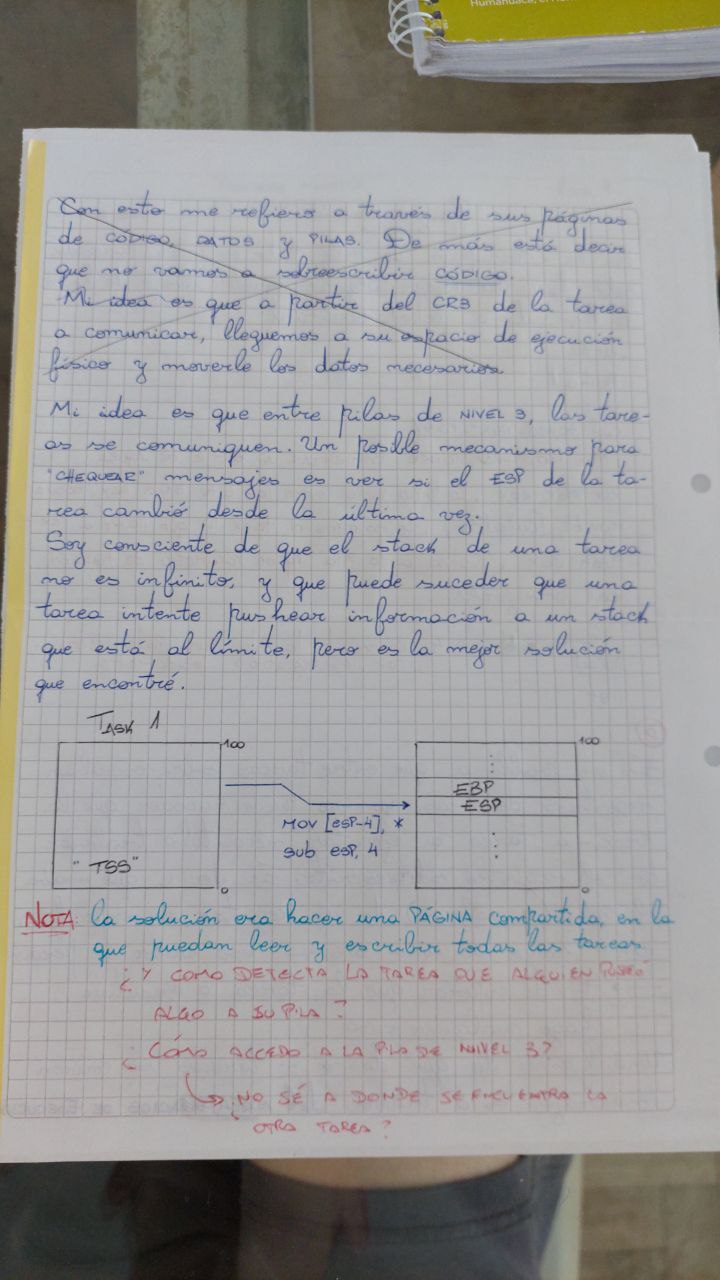 Humahuaca, el
Con esto me refiero a través de sus páginas
de CÓDIGO, DATOS y PILAS. De más está decir
que no vamos a sobreescribir CÓDIGO.
Mi idea es que a partir del CR3 de la tarea
a comunicar, lleguemos a su espacio de ejecución
físico y moverle los datos necesarios.
Mi idea es que entre pilas de NIVEL 3, las tare-
as se comuniquen. Un posible mecanismo para
"CHEQUEAR" mensajes es ver si el ESP de la ta-
rea cambió desde la última vez.
Soy consciente de que el stack de una tarea
no es infinito, y que puede suceder que una
tarea intente pushear información a un stack
que está al límite, pero es la mejor solución
que encontré.
TASK 1
100
100
EBP
ESP
MOV [ESP-4], *
SUB esp, 4
"TSS"
0
0
NOTA: la solución era hacer una PÁGINA compartida, en la
que puedan leer y escribir todas las tareas
¿Y COMO DETECTA LA TAREA QUE ALGUIEN PUSEÓ
ALGO A SU PILA?
¿CÓMO ACCEDO A LA PILA DE NIVEL 3?
¿NO SÉ A DONDE SE ENCUENTRA LA
OTRA TAREA?